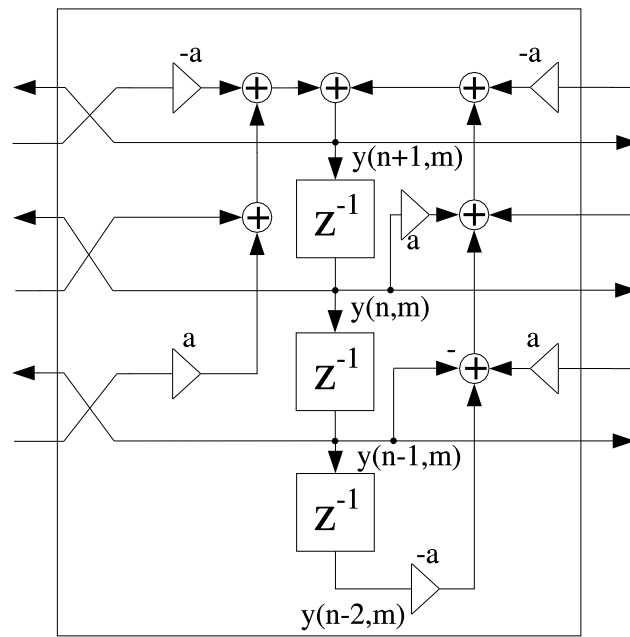 -a -a
+ + +
y(n+1,m)
z⁻¹ a + +
y(n,m)
a z⁻¹ - + a
y(n-1,m)
z⁻¹
-a
y(n-2,m)